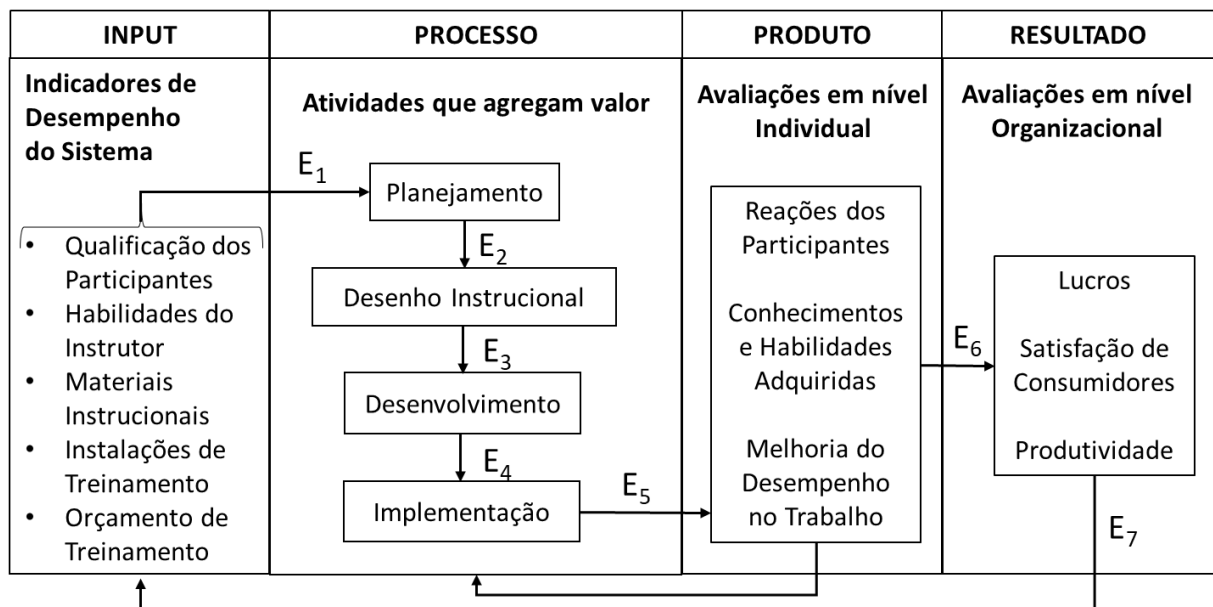 INPUT
PROCESSO
PRODUTO
RESULTADO
Indicadores de
Desempenho
do Sistema
E1
• Qualificação dos
Participantes
• Habilidades do
Instrutor
• Materiais
Instrucionais
• Instalações de
Treinamento
• Orçamento de
Treinamento
Atividades que agregam valor
Planejamento
E2
Desenho Instrucional
E3
Desenvolvimento
E4
Implementação
E5
Avaliações em nível
Individual
Reações dos
Participantes
Conhecimentos
e Habilidades
Adquiridas
Melhoria do
Desempenho
no Trabalho
E6
Avaliações em nível
Organizacional
Lucros
Satisfação de
Consumidores
Produtividade
E7